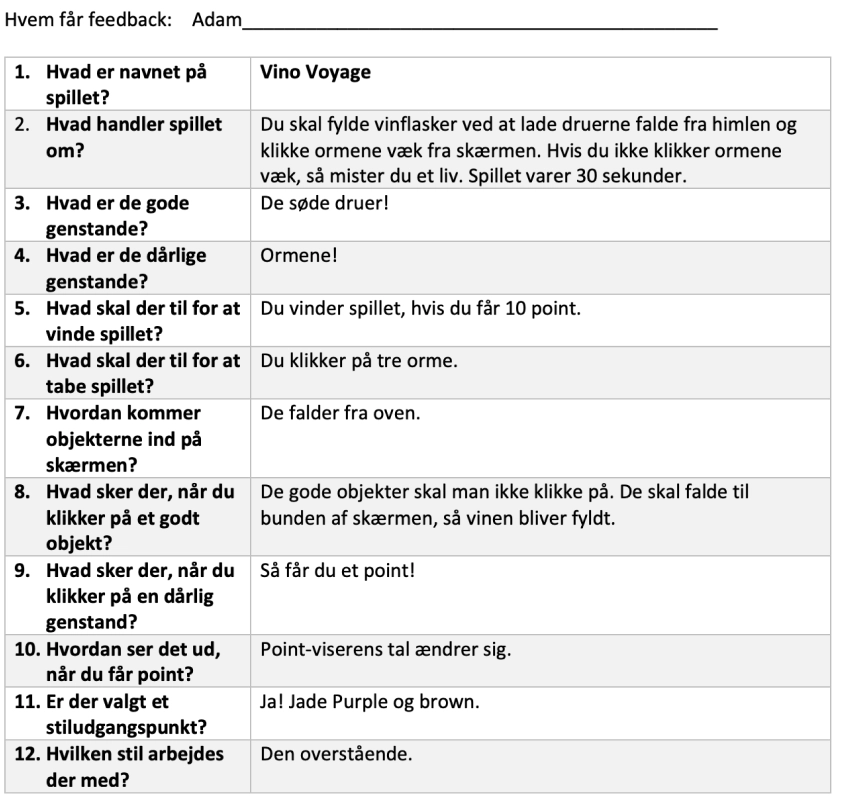 Hvem får feedback: Adam
1. Hvad er navnet på
spillet?
Vino Voyage
2. Hvad handler spillet
om?
Du skal fylde vinflasker ved at lade druerne falde fra himlen og
klikke ormene væk fra skærmen. Hvis du ikke klikker ormene
væk, så mister du et liv. Spillet varer 30 sekunder.
3. Hvad er de gode
genstande?
De søde druer!
4. Hvad er de dårlige
genstande?
Ormene!
5. Hvad skal der til for at
vinde spillet?
Du vinder spillet, hvis du får 10 point.
6. Hvad skal der til for at
tabe spillet?
Du klikker på tre orme.
7. Hvordan kommer
objekterne ind på
skærmen?
De falder fra oven.
8. Hvad sker der, når du
klikker på et godt
objekt?
De gode objekter skal man ikke klikke på. De skal falde til
bunden af skærmen, så vinen bliver fyldt.
9. Hvad sker der, når du
klikker på en dårlig
genstand?
Så får du et point!
10. Hvordan ser det ud,
når du får point?
Point-viserens tal ændrer sig.
11. Er der valgt et
stiludgangspunkt?
Ja! Jade Purple og brown.
12. Hvilken stil arbejdes
der med?
Den overstående.